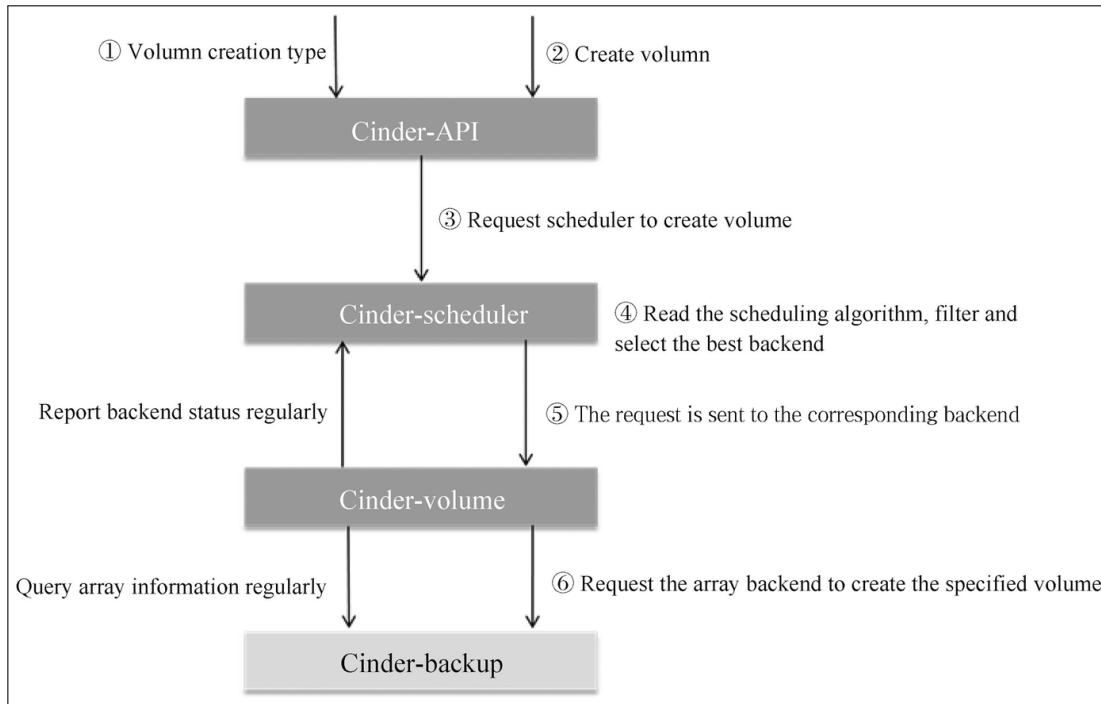 ① Volumn creation type
② Create volumn
Cinder-API
③ Request scheduler to create volume
Cinder-scheduler
④ Read the scheduling algorithm, filter and
select the best backend
Report backend status regularly
⑤ The request is sent to the corresponding backend
Cinder-volume
Query array information regularly
⑥ Request the array backend to create the specified volume
Cinder-backup